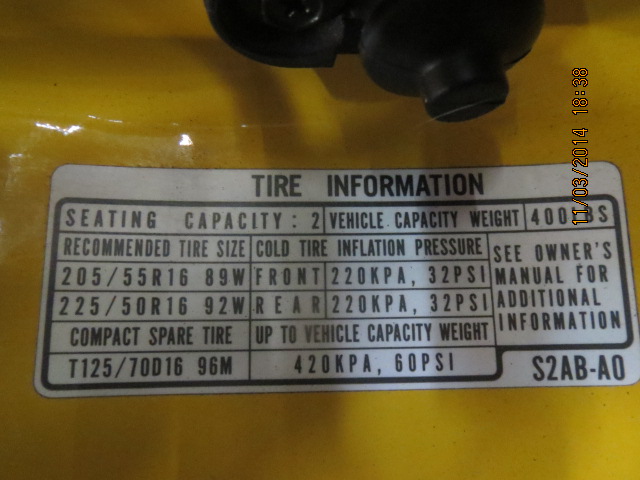 TIRE INFORMATION
SEATING CAPACITY: 2 VEHICLE CAPACITY WEIGHT 400LBS
RECOMMENDED TIRE SIZE COLD TIRE INFLATION PRESSURE
205/55R16 89W FRONT 220KPA, 32PSI
225/50R16 92W REAR 220KPA, 32PSI
SEE OWNER'S
MANUAL FOR
ADDITIONAL
INFORMATION
COMPACT SPARE TIRE UP TO VEHICLE CAPACITY WEIGHT
T125/70D16 96M 420KPA, 60PSI
S2AB-A0
11/03/2014 18:38